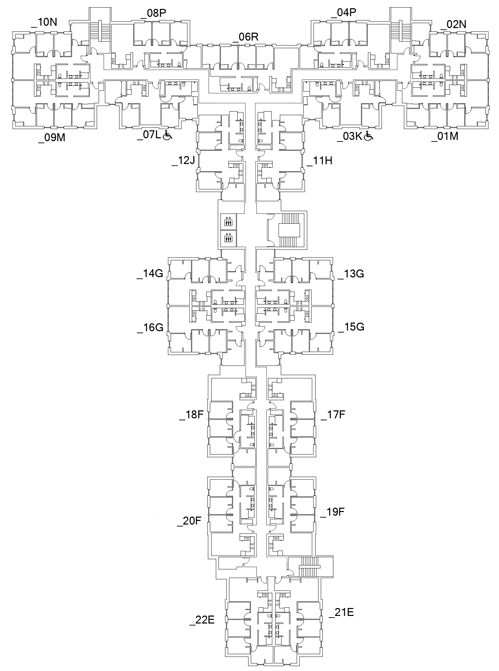 _08P
_04P
_10N
_02N
_06R
_09M
_07L
_03K
_01M
_12J
_11H
_14G
_13G
_16G
_15G
_18F
_17F
_20F
_19F
_22E
_21E